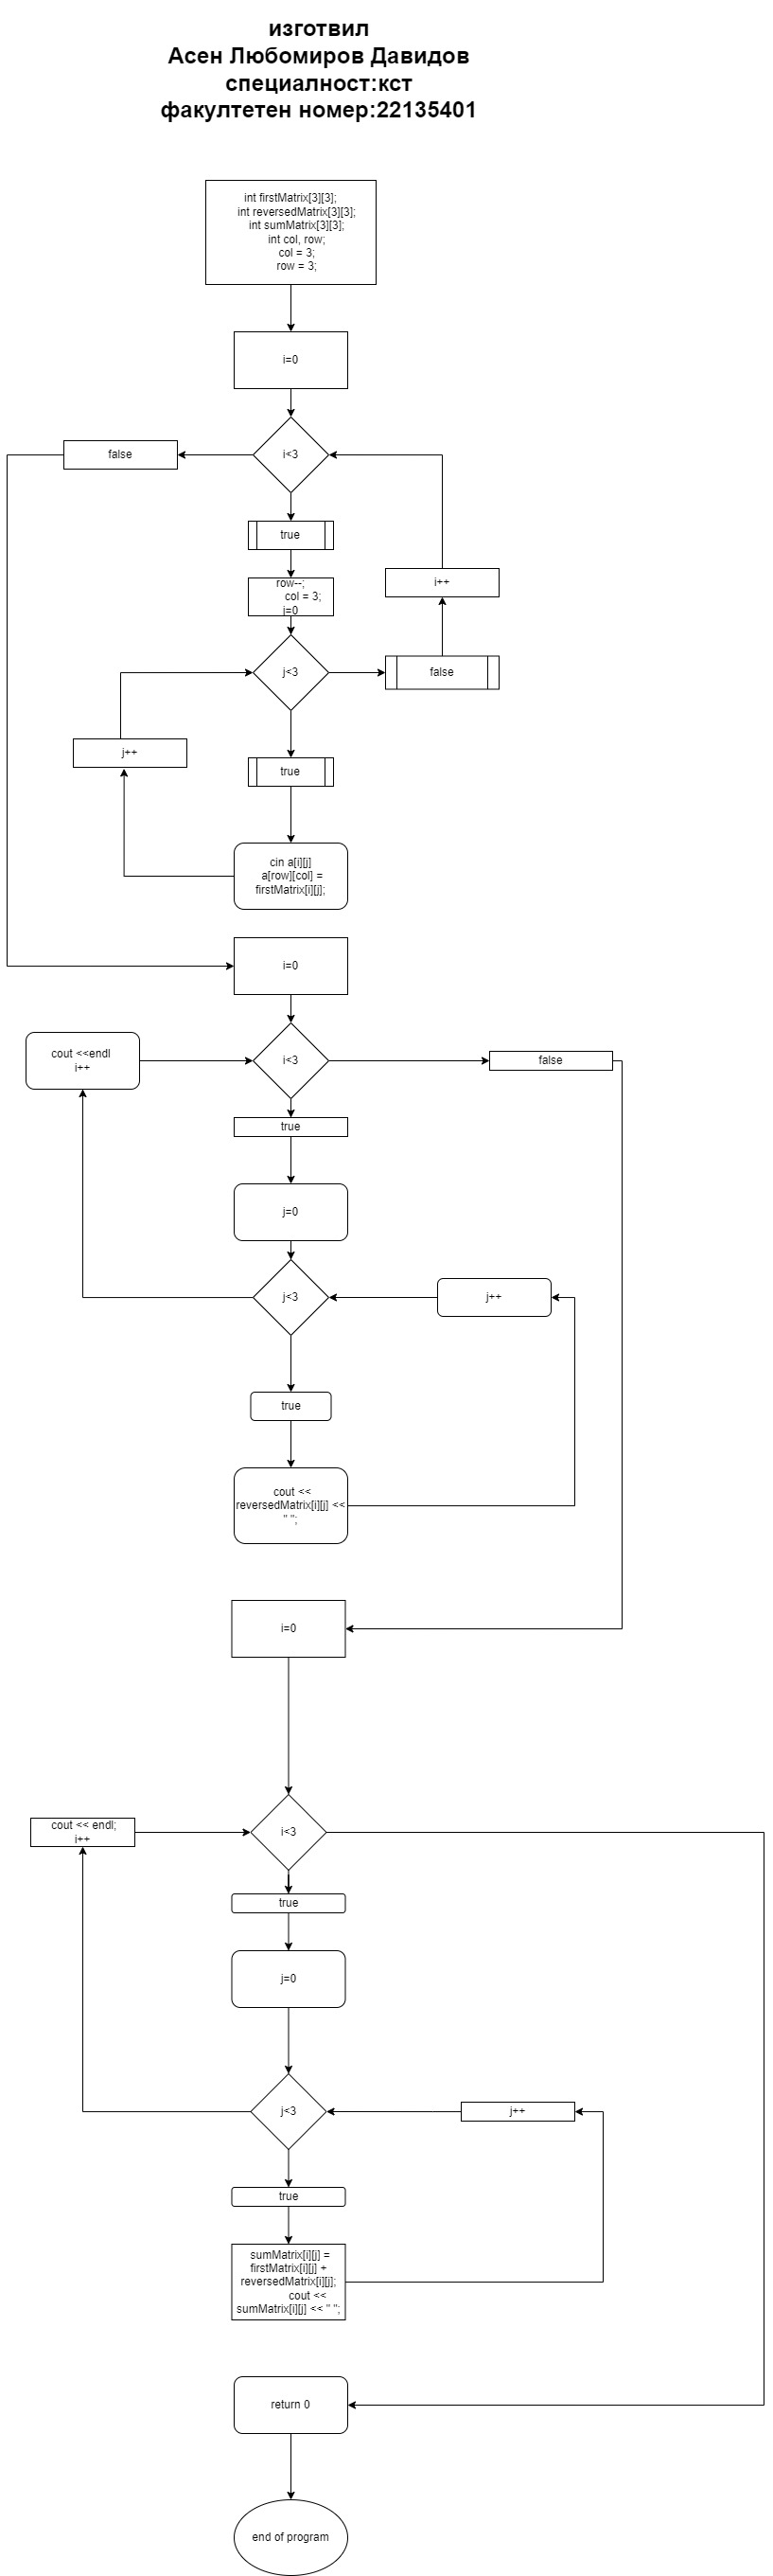 изготвил
Асен Любомиров Давидов
специалност:кст
факултетен номер:22135401
int firstMatrix[3][3];
int reversedMatrix[3][3];
int sumMatrix[3][3];
int col, row;
col = 3;
row = 3;
i=0
i<3
false
true
i++
row--;
col = 3;
j=0
j<3
false
j++
true
cin a[i][j]
a[row][col] =
firstMatrix[i][j];
i=0
cout <<endl
i++
i<3
false
true
j=0
j<3
j++
true
cout <<
reversedMatrix[i][j] <<
" ";
i=0
cout << endl;
i++
i<3
true
j=0
j<3
j++
true
sumMatrix[i][j] =
firstMatrix[i][j] +
reversedMatrix[i][j];
cout <<
sumMatrix[i][j] << " ";
return 0
end of program